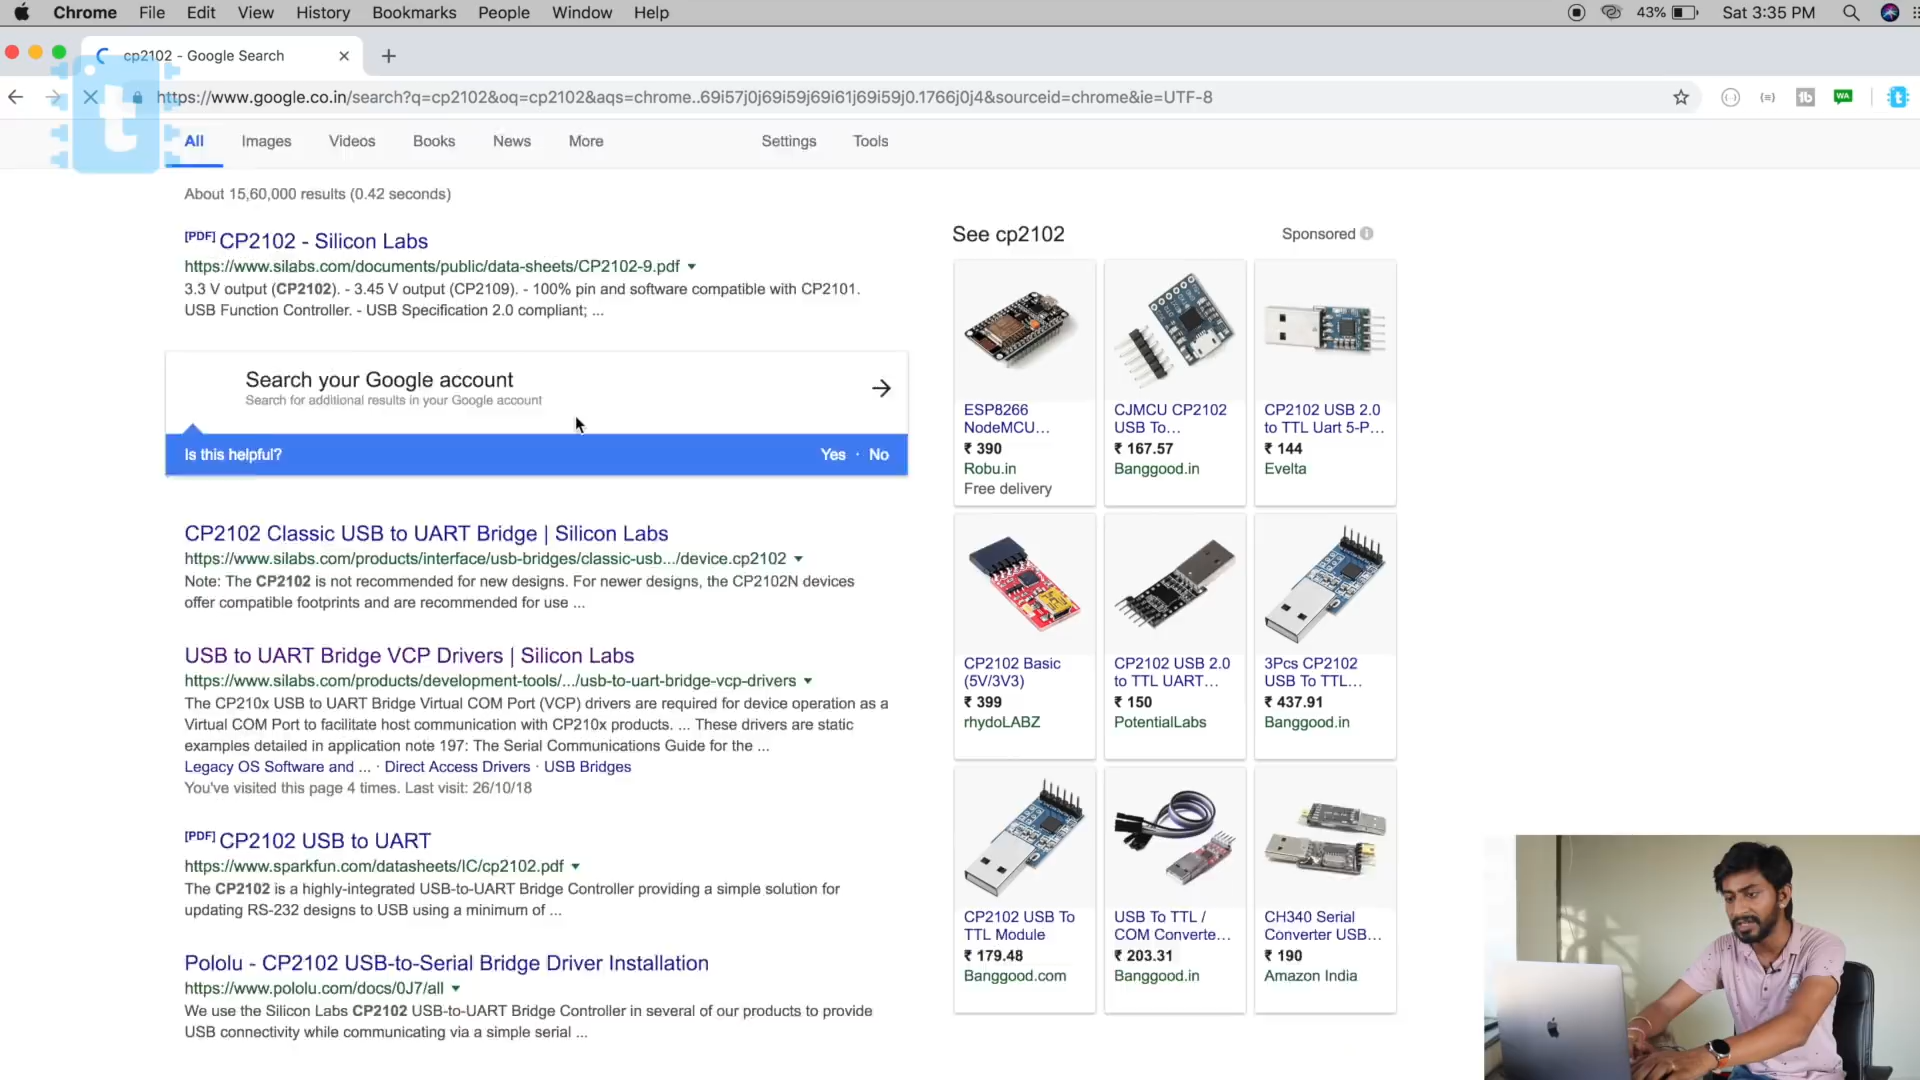 Chrome File Edit View History Bookmarks People Window Help
43% Sat 3:35 PM
cp2102 - Google Search
https://www.google.co.in/search?q=cp2102&oq=cp2102&aqs=chrome..69i57j0j69i59j69i61j69i59j0.1766j0j4&sourceid=chrome&ie=UTF-8
1b
WA
t
t
All Images Videos Books News More Settings Tools
About 15,60,000 results (0.42 seconds)
[PDF] CP2102 - Silicon Labs
https://www.silabs.com/documents/public/data-sheets/CP2102-9.pdf
3.3 V output (CP2102). - 3.45 V output (CP2109). - 100% pin and software compatible with CP2101.
USB Function Controller. - USB Specification 2.0 compliant; ...
Search your Google account
Search for additional results in your Google account
Is this helpful? Yes · No
CP2102 Classic USB to UART Bridge | Silicon Labs
https://www.silabs.com/products/interface/usb-bridges/classic-usb.../device.cp2102
Note: The CP2102 is not recommended for new designs. For newer designs, the CP2102N devices
offer compatible footprints and are recommended for use ...
USB to UART Bridge VCP Drivers | Silicon Labs
https://www.silabs.com/products/development-tools/.../usb-to-uart-bridge-vcp-drivers
The CP210x USB to UART Bridge Virtual COM Port (VCP) drivers are required for device operation as a
Virtual COM Port to facilitate host communication with CP210x products. ... These drivers are static
examples detailed in application note 197: The Serial Communications Guide for the ...
Legacy OS Software and ... · Direct Access Drivers · USB Bridges
You've visited this page 4 times. Last visit: 26/10/18
[PDF] CP2102 USB to UART
https://www.sparkfun.com/datasheets/IC/cp2102.pdf
The CP2102 is a highly-integrated USB-to-UART Bridge Controller providing a simple solution for
updating RS-232 designs to USB using a minimum of ...
Pololu - CP2102 USB-to-Serial Bridge Driver Installation
https://www.pololu.com/docs/0J7/all
We use the Silicon Labs CP2102 USB-to-UART Bridge Controller in several of our products to provide
USB connectivity while communicating via a simple serial ...
See cp2102 Sponsored
ESP8266
NodeMCU...
₹ 390
Robu.in
Free delivery
CJMCU CP2102
USB To...
₹ 167.57
Banggood.in
CP2102 USB 2.0
to TTL Uart 5-P...
₹ 144
Evelta
CP2102 Basic
(5V/3V3)
₹ 399
rhydoLABZ
CP2102 USB 2.0
to TTL UART...
₹ 150
PotentialLabs
3Pcs CP2102
USB To TTL...
₹ 437.91
Banggood.in
CP2102 USB To
TTL Module
₹ 179.48
Banggood.com
USB To TTL /
COM Converte...
₹ 203.31
Banggood.in
CH340 Serial
Converter USB...
₹ 190
Amazon India